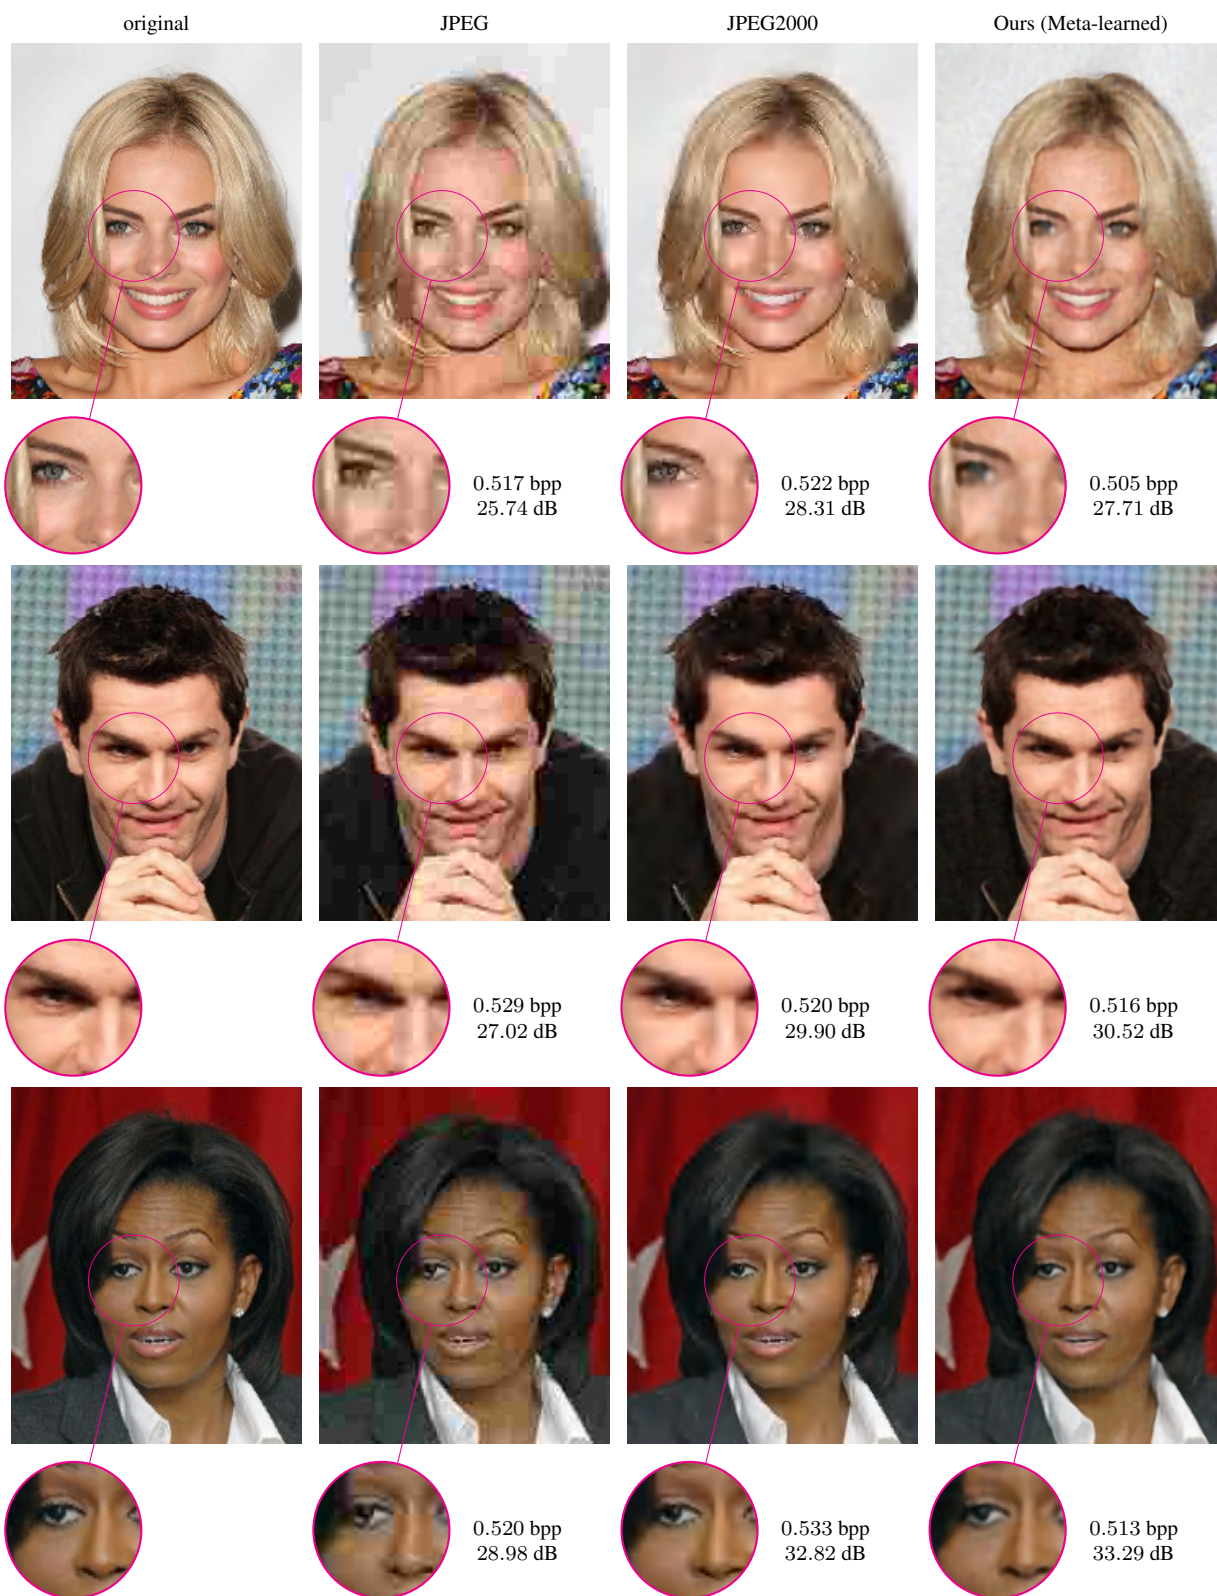 original
JPEG
JPEG2000
Ours (Meta-learned)
0.517 bpp
25.74 dB
0.522 bpp
28.31 dB
0.505 bpp
27.71 dB
0.529 bpp
27.02 dB
0.520 bpp
29.90 dB
0.516 bpp
30.52 dB
0.520 bpp
28.98 dB
0.533 bpp
32.82 dB
0.513 bpp
33.29 dB